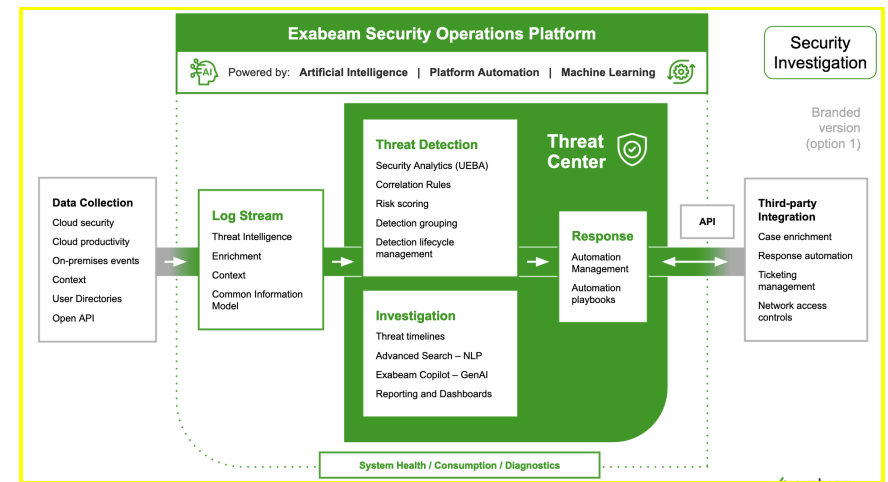 Exabeam Security Operations Platform
AI
Powered by: Artificial Intelligence | Platform Automation | Machine Learning
Security
Investigation
Branded
version
(option 1)
Data Collection
Cloud security
Cloud productivity
On-premises events
Context
User Directories
Open API
Log Stream
Threat Intelligence
Enrichment
Context
Common Information
Model
Threat Detection
Security Analytics (UEBA)
Correlation Rules
Risk scoring
Detection grouping
Detection lifecycle
management
Threat
Center
Investigation
Threat timelines
Advanced Search – NLP
Exabeam Copilot – GenAI
Reporting and Dashboards
Response
Automation
Management
Automation
playbooks
API
Third-party
Integration
Case enrichment
Response automation
Ticketing
management
Network access
controls
System Health / Consumption / Diagnostics